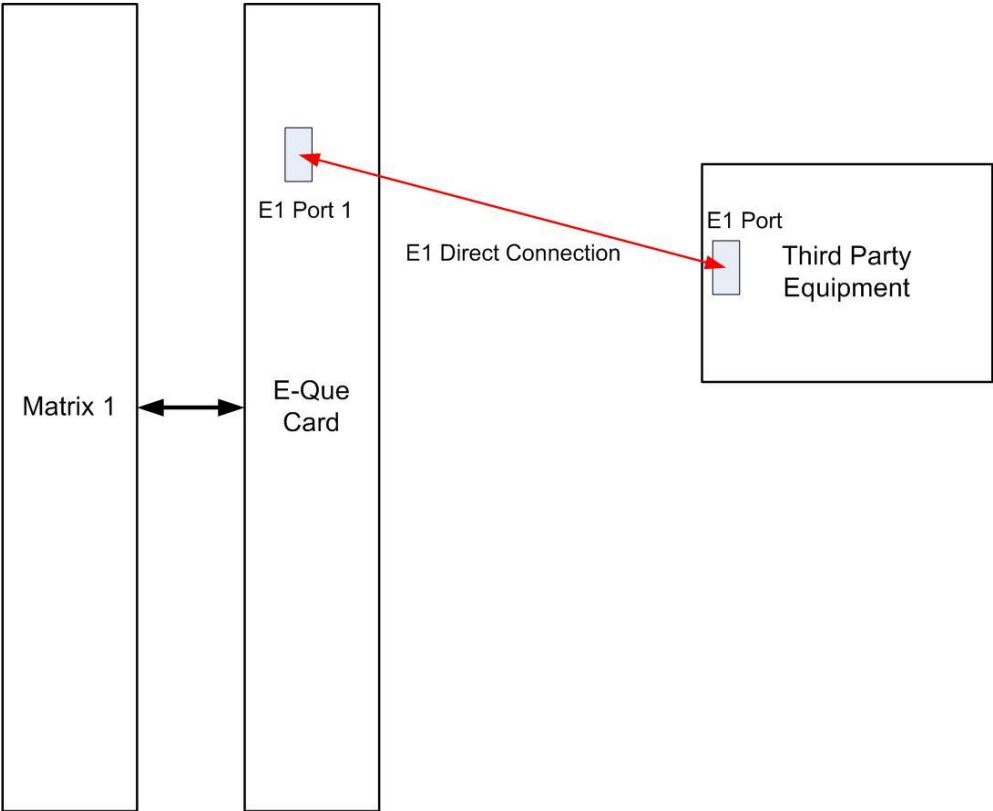 E1 Port 1
E1 Port
E1 Direct Connection
Third Party
Equipment
Matrix 1
E-Que
Card